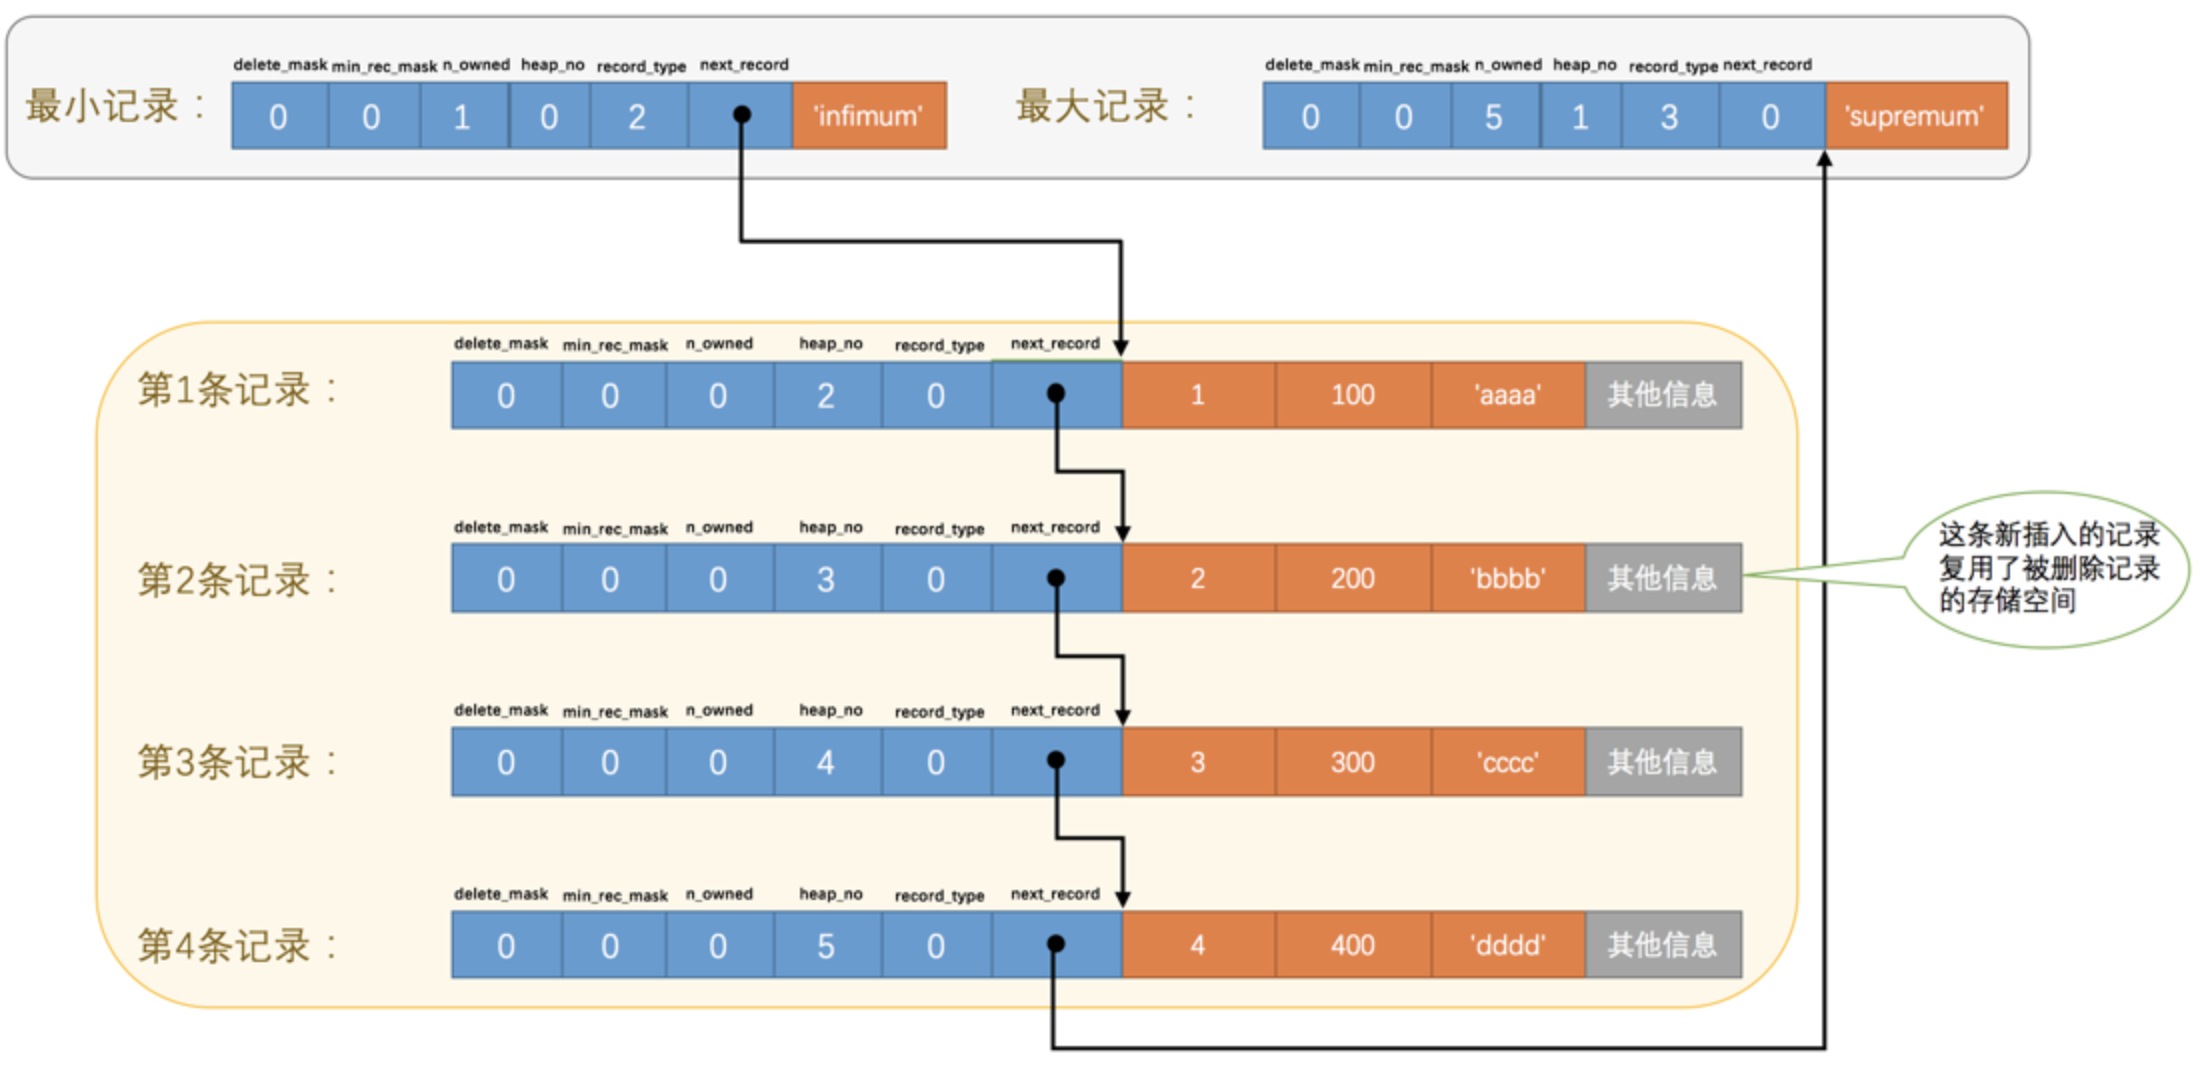 delete_mask min_rec_mask n_owned heap_no record_type next_record
最小记录： 0 0 1 0 2 'infimum'
delete_mask min_rec_mask n_owned heap_no record_type next_record
最大记录： 0 0 5 1 3 0 'supremum'
delete_mask min_rec_mask n_owned heap_no record_type next_record
第1条记录： 0 0 0 2 0 1 100 'aaaa' 其他信息
delete_mask min_rec_mask n_owned heap_no record_type next_record
第2条记录： 0 0 0 3 0 2 200 'bbbb' 其他信息
这条新插入的记录
复用了被删除记录
的存储空间
delete_mask min_rec_mask n_owned heap_no record_type next_record
第3条记录： 0 0 0 4 0 3 300 'cccc' 其他信息
delete_mask min_rec_mask n_owned heap_no record_type next_record
第4条记录： 0 0 0 5 0 4 400 'dddd' 其他信息